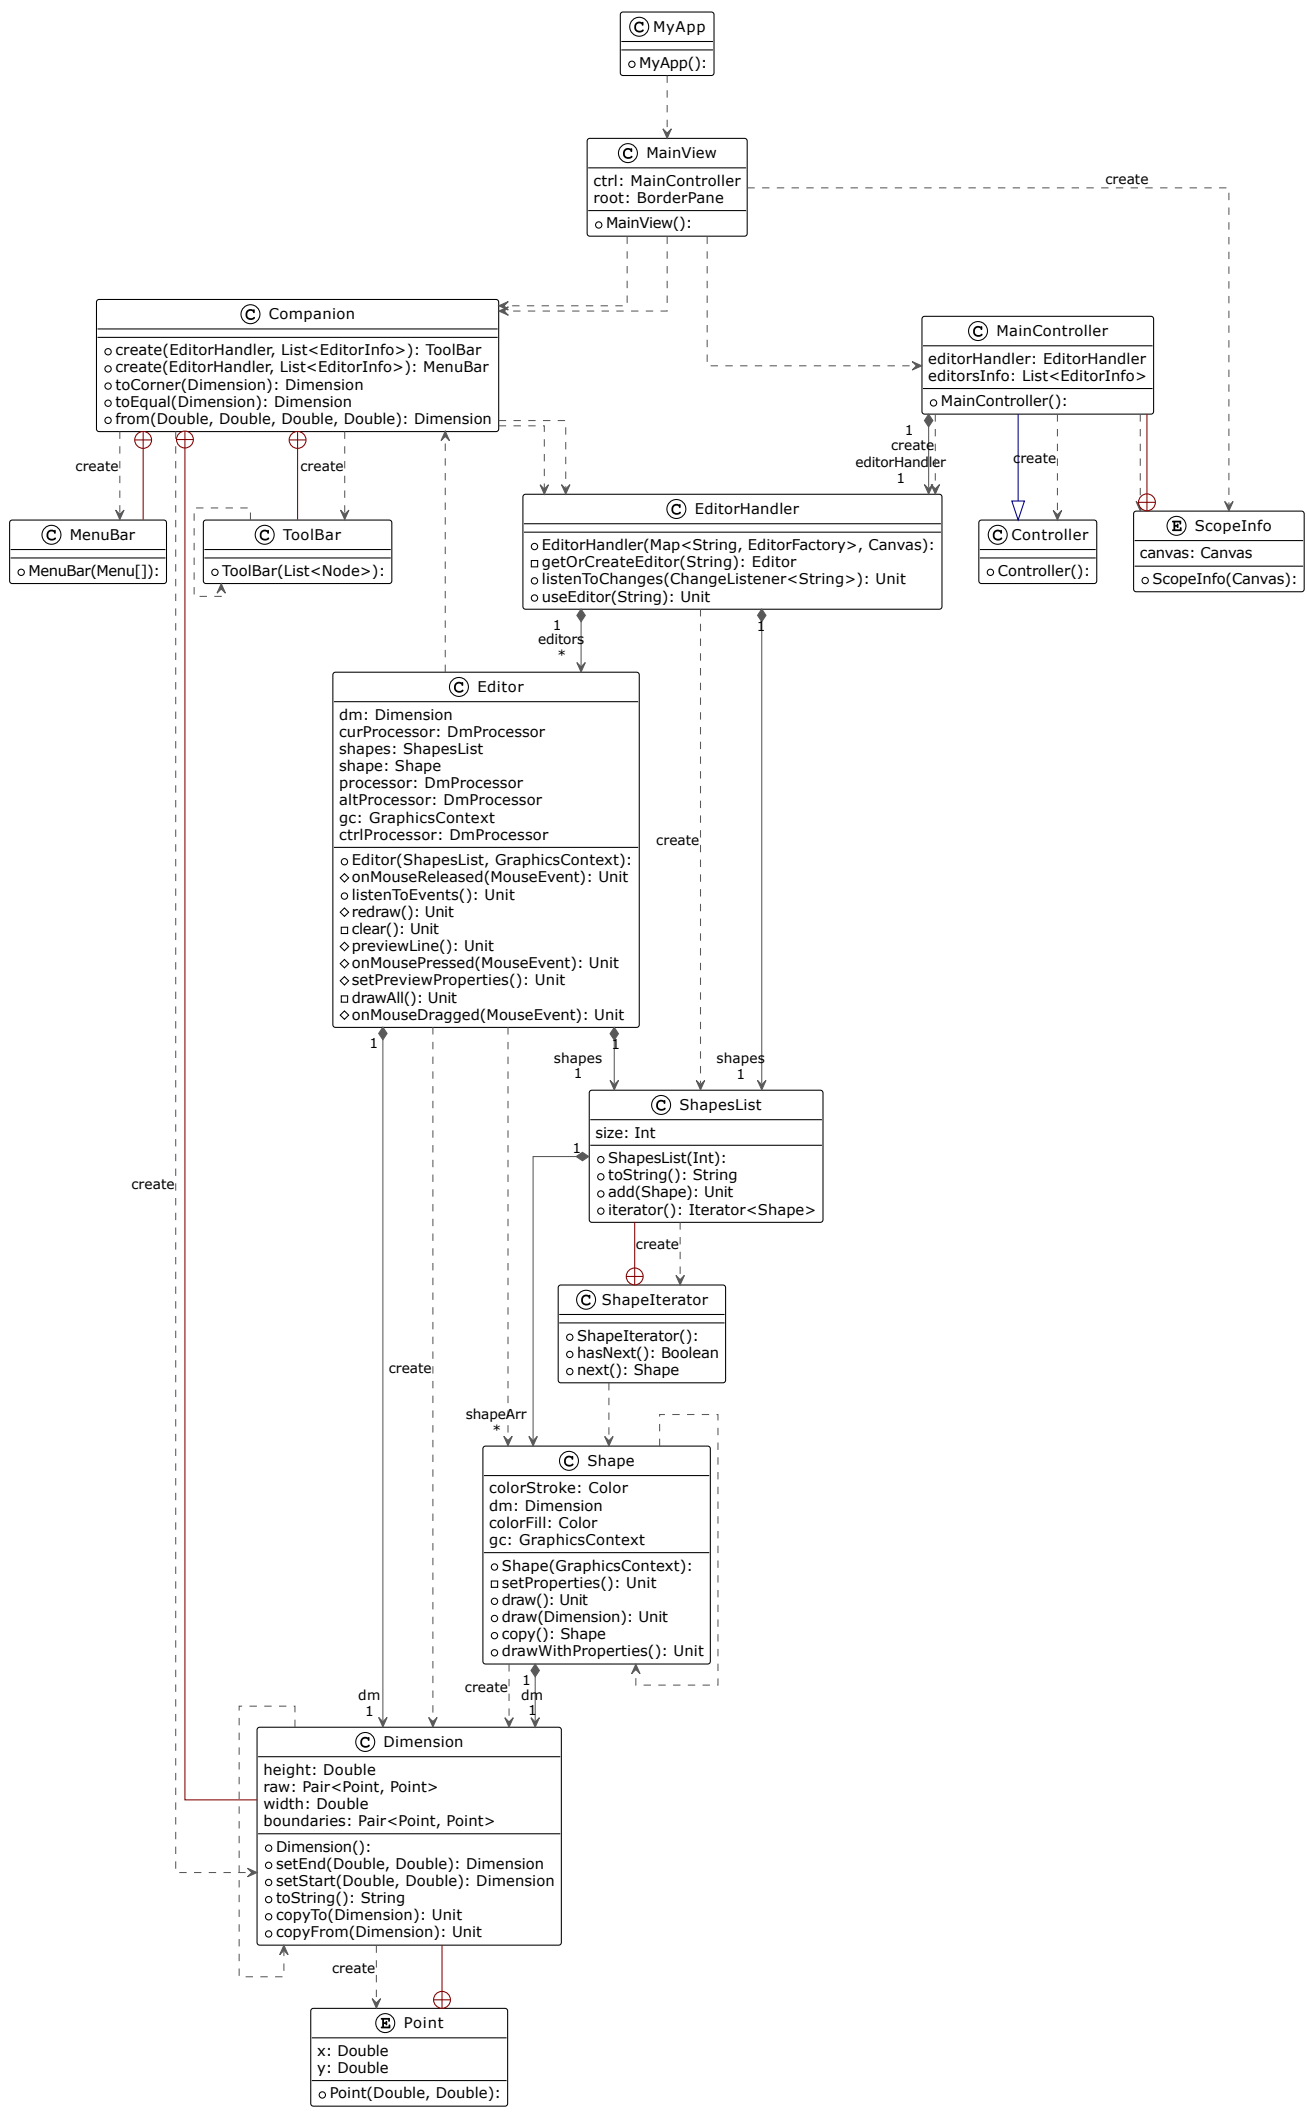 C MyApp
MyApp():
C MainView
ctrl: MainController
root: BorderPane
MainView():
create
C Companion
create(EditorHandler, List<EditorInfo>): ToolBar
create(EditorHandler, List<EditorInfo>): MenuBar
toCorner(Dimension): Dimension
toEqual(Dimension): Dimension
from(Double, Double, Double, Double): Dimension
C MainController
editorHandler: EditorHandler
editorsInfo: List<EditorInfo>
MainController():
create
create
1
create
editorHandler
1
create
C MenuBar
MenuBar(Menu[]):
C ToolBar
ToolBar(List<Node>):
C EditorHandler
EditorHandler(Map<String, EditorFactory>, Canvas):
getOrCreateEditor(String): Editor
listenToChanges(ChangeListener<String>): Unit
useEditor(String): Unit
C Controller
Controller():
E ScopeInfo
canvas: Canvas
ScopeInfo(Canvas):
1
editors
*
1
C Editor
dm: Dimension
curProcessor: DmProcessor
shapes: ShapesList
shape: Shape
processor: DmProcessor
altProcessor: DmProcessor
gc: GraphicsContext
ctrlProcessor: DmProcessor
Editor(ShapesList, GraphicsContext):
onMouseReleased(MouseEvent): Unit
listenToEvents(): Unit
redraw(): Unit
clear(): Unit
previewLine(): Unit
onMousePressed(MouseEvent): Unit
setPreviewProperties(): Unit
drawAll(): Unit
onMouseDragged(MouseEvent): Unit
create
1
1
shapes
1
shapes
1
C ShapesList
size: Int
ShapesList(Int):
toString(): String
add(Shape): Unit
iterator(): Iterator<Shape>
1
create
create
C ShapeIterator
ShapeIterator():
hasNext(): Boolean
next(): Shape
create
shapeArr
*
C Shape
colorStroke: Color
dm: Dimension
colorFill: Color
gc: GraphicsContext
Shape(GraphicsContext):
setProperties(): Unit
draw(): Unit
draw(Dimension): Unit
copy(): Shape
drawWithProperties(): Unit
dm
1
create
1
dm
1
C Dimension
height: Double
raw: Pair<Point, Point>
width: Double
boundaries: Pair<Point, Point>
Dimension():
setEnd(Double, Double): Dimension
setStart(Double, Double): Dimension
toString(): String
copyTo(Dimension): Unit
copyFrom(Dimension): Unit
create
E Point
x: Double
y: Double
Point(Double, Double):